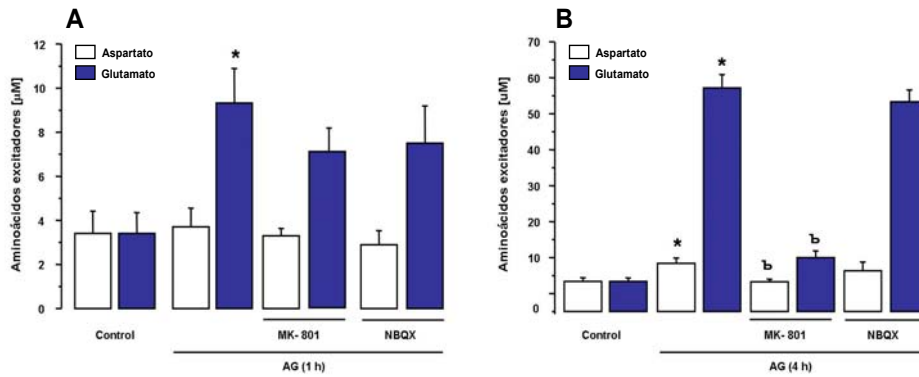 A
Aspartato
Glutamato
*
Aminoácidos excitadores [µM]
12
10
8
6
4
2
0
Control
MK- 801
NBQX
AG (1 h)
B
Aspartato
Glutamato
*
*
ъ
ъ
Aminoácidos excitadores [uM]
70
60
50
40
30
20
10
0
Control
MK- 801
NBQX
AG (4 h)